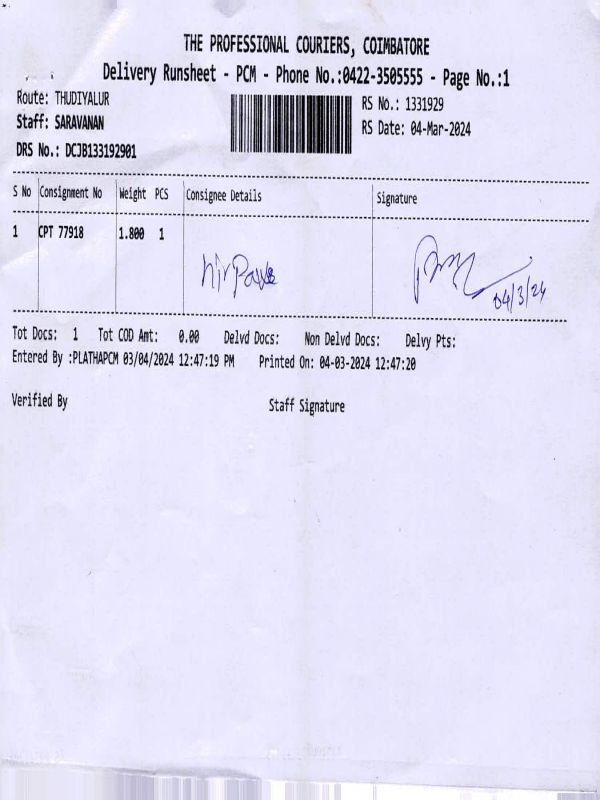 THE PROFESSIONAL COURIERS, COIMBATORE
Delivery Runsheet - PCM - Phone No.:0422-3505555 - Page No.:1
Route: THUDIYALUR RS No.: 1331929
Staff: SARAVANAN RS Date: 04-Mar-2024
DRS No.: DCJB133192901
S No Consignment No Weight PCS Consignee Details Signature
1 CPT 77918 1.800 1
04/3/24
Tot Docs: 1 Tot COD Amt: 0.00 Delvd Docs: Non Delvd Docs: Delvy Pts:
Entered By :PLATHAPCM 03/04/2024 12:47:19 PM Printed On: 04-03-2024 12:47:20
Verified By Staff Signature